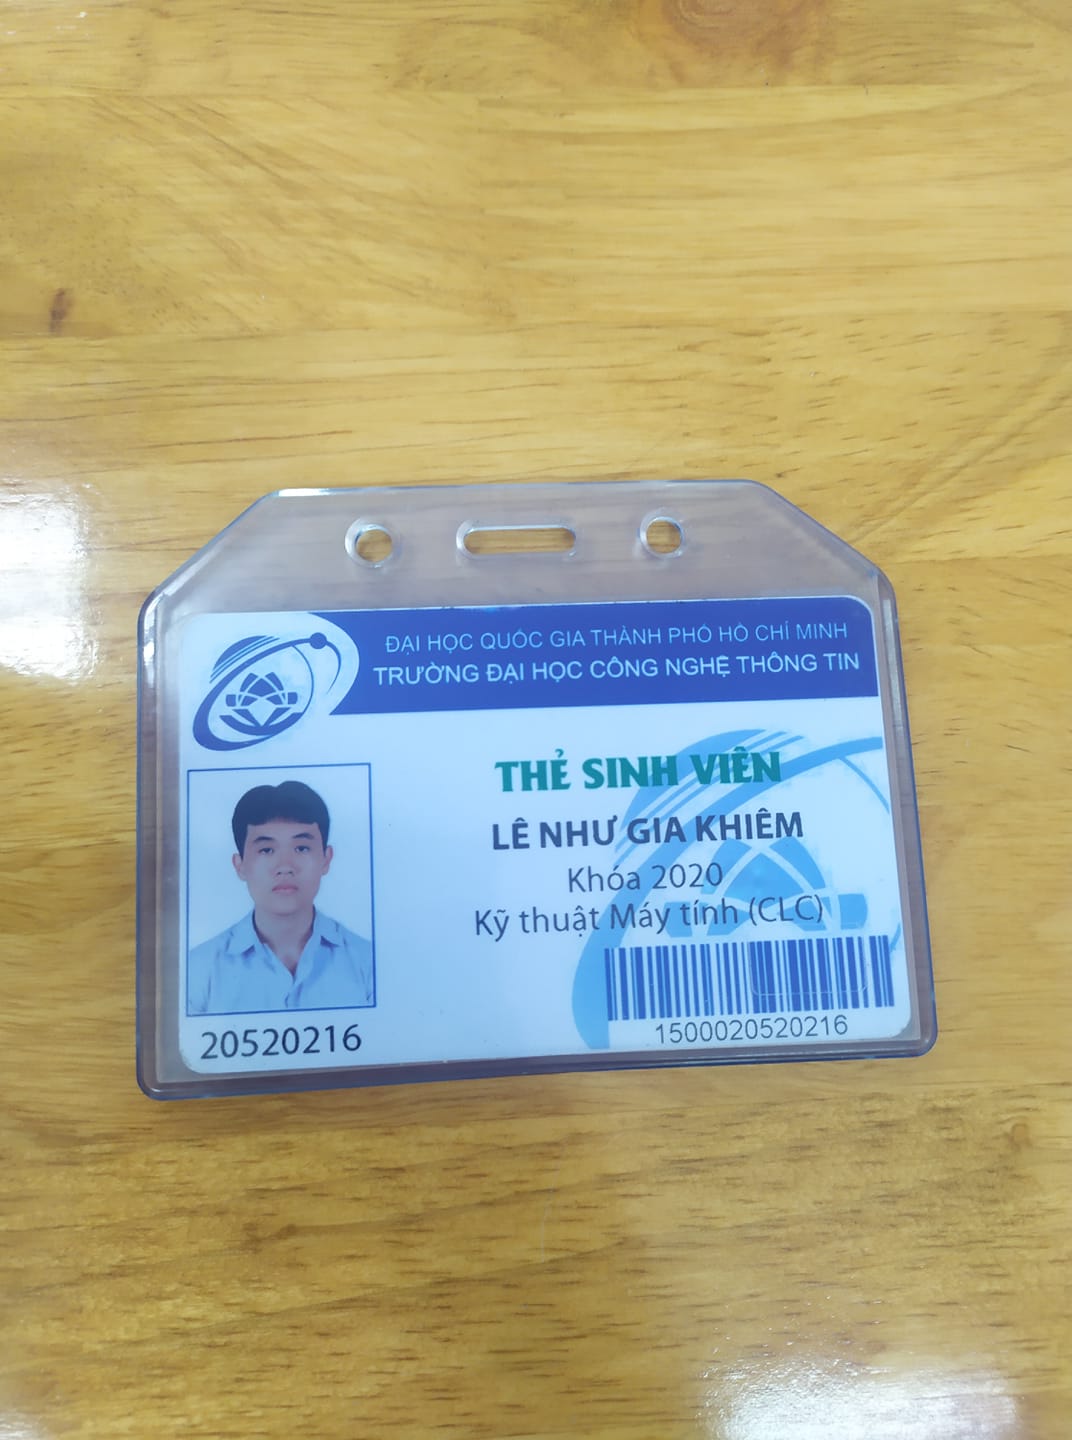 ĐẠI HỌC QUỐC GIA THÀNH PHỐ HỒ CHÍ MINH
TRƯỜNG ĐẠI HỌC CÔNG NGHỆ THÔNG TIN
THẺ SINH VIÊN
LÊ NHƯ GIA KHIÊM
Khóa 2020
Kỹ thuật Máy tính (CLC)
1500020520216
20520216